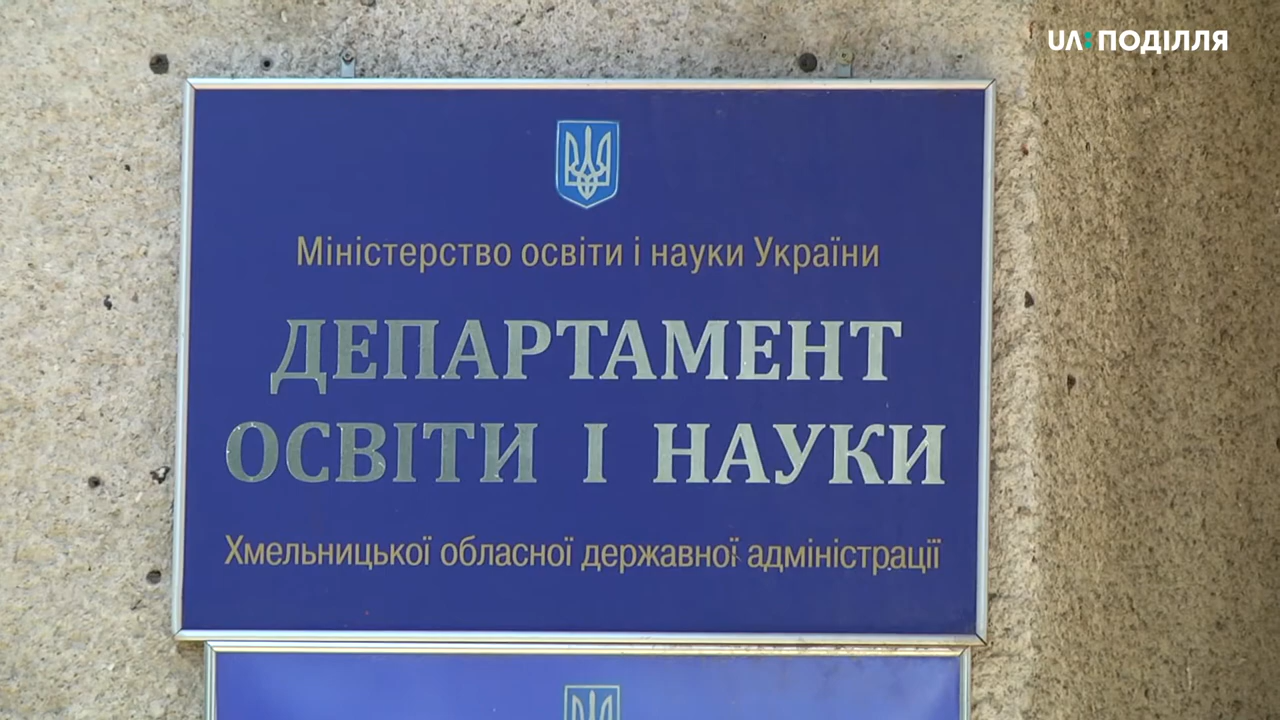 UA:ПОДІЛЛЯ
Міністерство освіти і науки України
ДЕПАРТАМЕНТ
ОСВІТИ І НАУКИ
Хмельницької обласної державної адміністрації